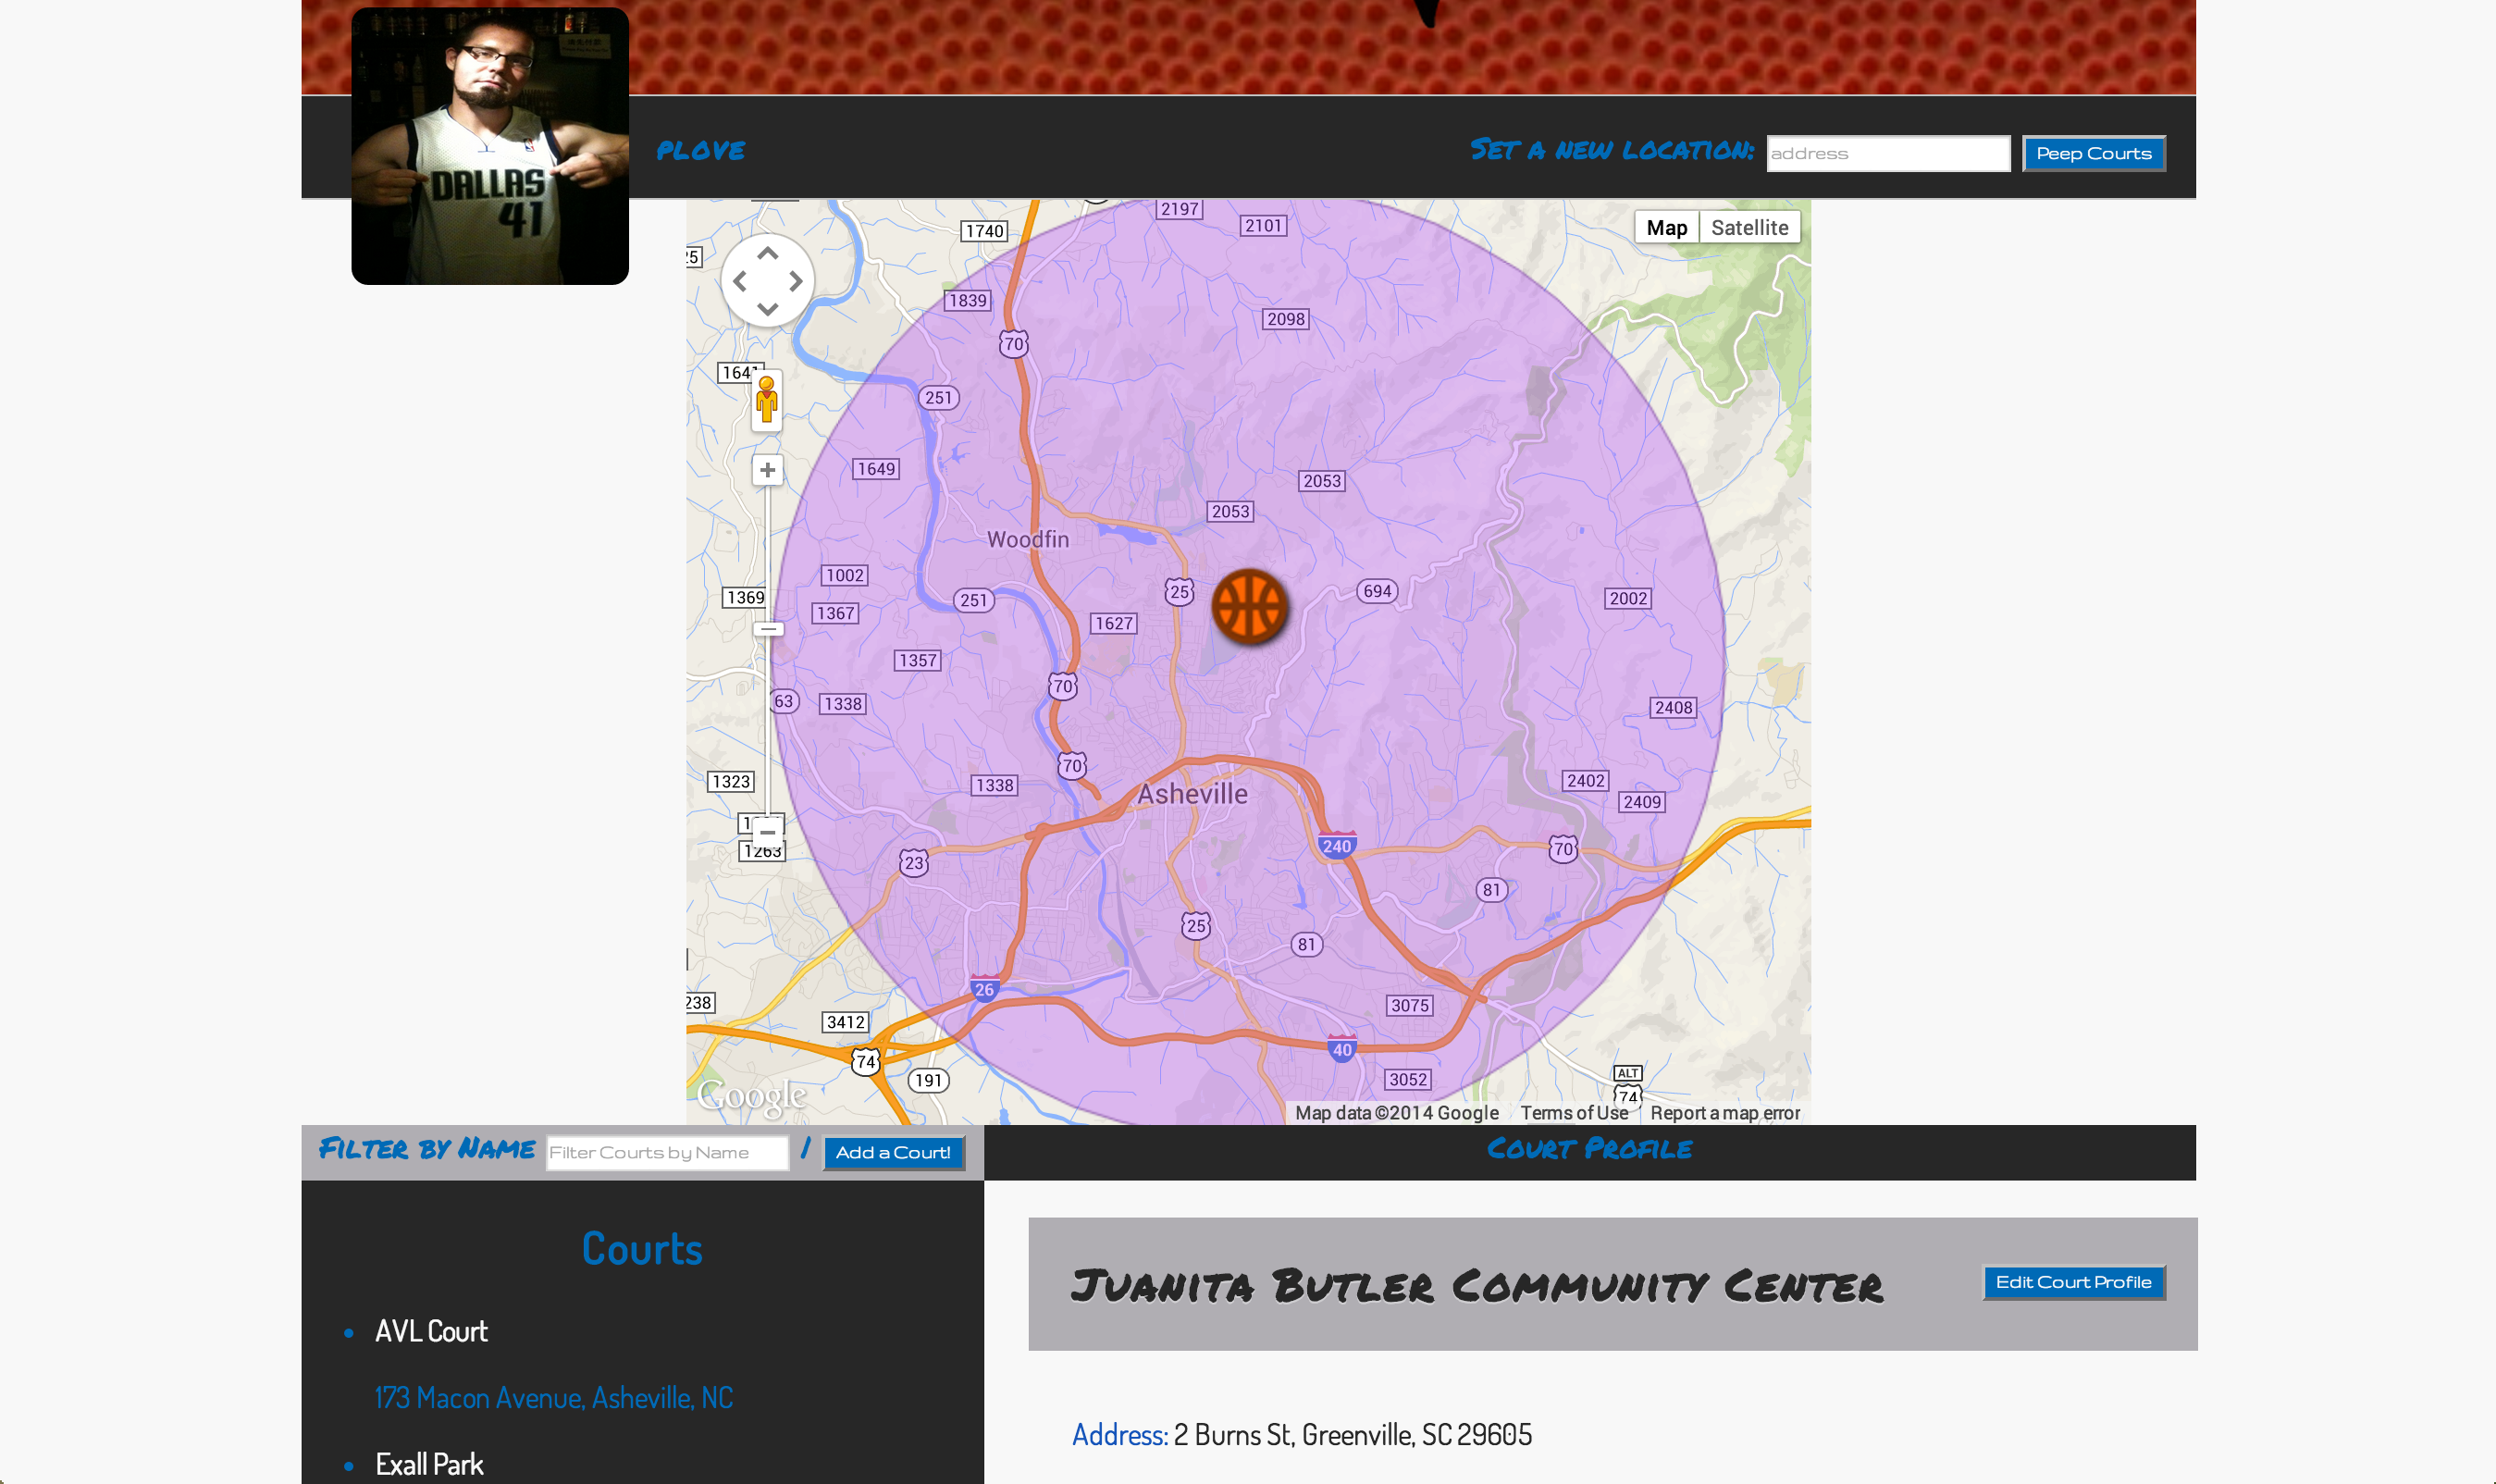 DALLAS
41
PLOVE
SET A NEW LOCATION:
address
Peep Courts
2197
1740
2101
Map
Satellite
25
1839
2098
70
1641
251
1649
2053
2053
Woodfin
1002
25
694
2002
1369
1367
251
1627
1357
70
63
1338
2408
70
1323
1338
Asheville
2402
2409
240
70
1263
23
81
25
81
26
238
3412
3075
40
74
191
3052
ALT
74
Google
Map data ©2014 Google
Terms of Use
Report a map error
FILTER BY NAME
Filter Courts by Name
/
Add a Court!
COURT PROFILE
Courts
JUANITA BUTLER COMMUNITY CENTER
Edit Court Profile
AVL Court
173 Macon Avenue, Asheville, NC
Address: 2 Burns St, Greenville, SC 29605
Exall Park